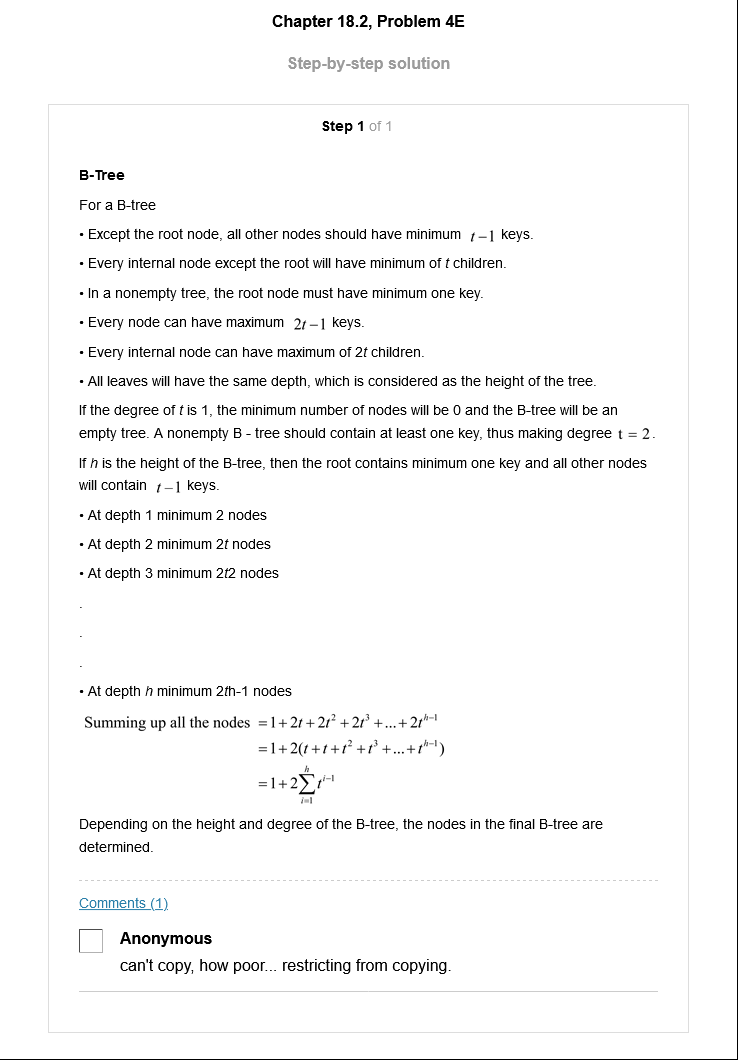 Chapter 18.2, Problem 4E
Step-by-step solution
Step 1 of 1
B-Tree
For a B-tree
• Except the root node, all other nodes should have minimum t−1 keys.
• Every internal node except the root will have minimum of t children.
• In a nonempty tree, the root node must have minimum one key.
• Every node can have maximum 2t−1 keys.
• Every internal node can have maximum of 2t children.
• All leaves will have the same depth, which is considered as the height of the tree.
If the degree of t is 1, the minimum number of nodes will be 0 and the B-tree will be an
empty tree. A nonempty B - tree should contain at least one key, thus making degree t = 2.
If h is the height of the B-tree, then the root contains minimum one key and all other nodes
will contain t−1 keys.
• At depth 1 minimum 2 nodes
• At depth 2 minimum 2t nodes
• At depth 3 minimum 2t2 nodes
.
.
.
• At depth h minimum 2th-1 nodes
Summing up all the nodes = 1+2t+2t²+2t³+...+2tʰ⁻¹
=1+2(t+t+t²+t³+...+tʰ⁻¹)
=1+2∑ᵢ₌₁ʰ tⁱ⁻¹
Depending on the height and degree of the B-tree, the nodes in the final B-tree are
determined.
Comments (1)
Anonymous
can't copy, how poor... restricting from copying.